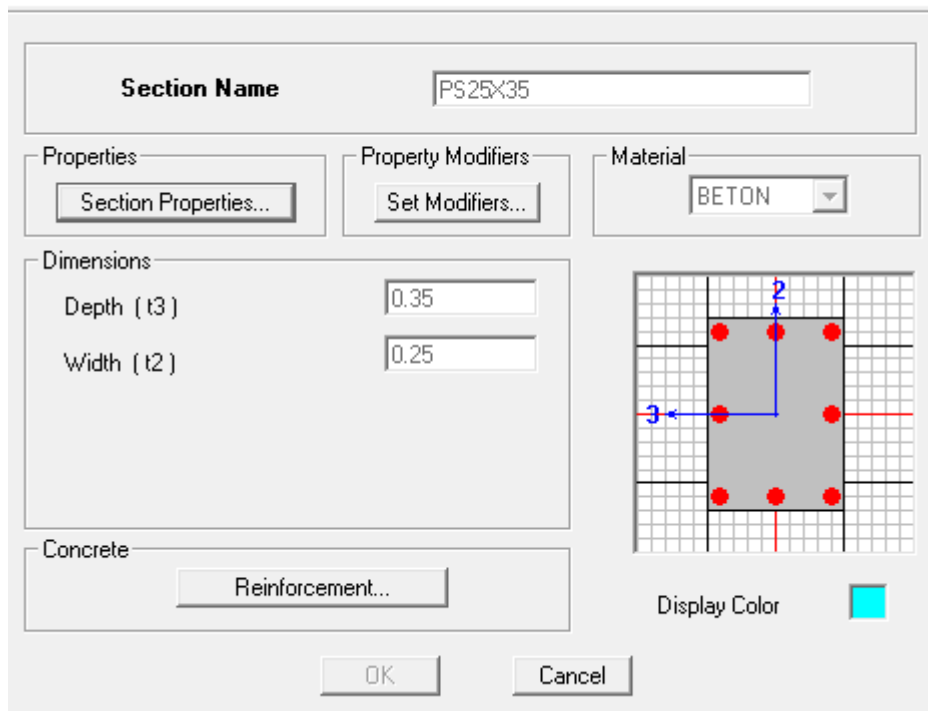 Section Name PS25X35
Properties Property Modifiers Material
Section Properties... Set Modifiers... BETON
Dimensions
Depth ( t3 ) 0.35
Width ( t2 ) 0.25
2
3
Concrete
Reinforcement...
Display Color
OK Cancel